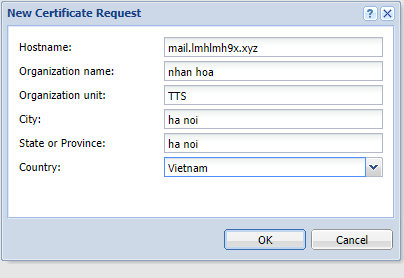 New Certificate Request
?
Hostname: mail.lmhlmh9x.xyz
Organization name: nhan hoa
Organization unit: TTS
City: ha noi
State or Province: ha noi
Country: Vietnam
OK Cancel